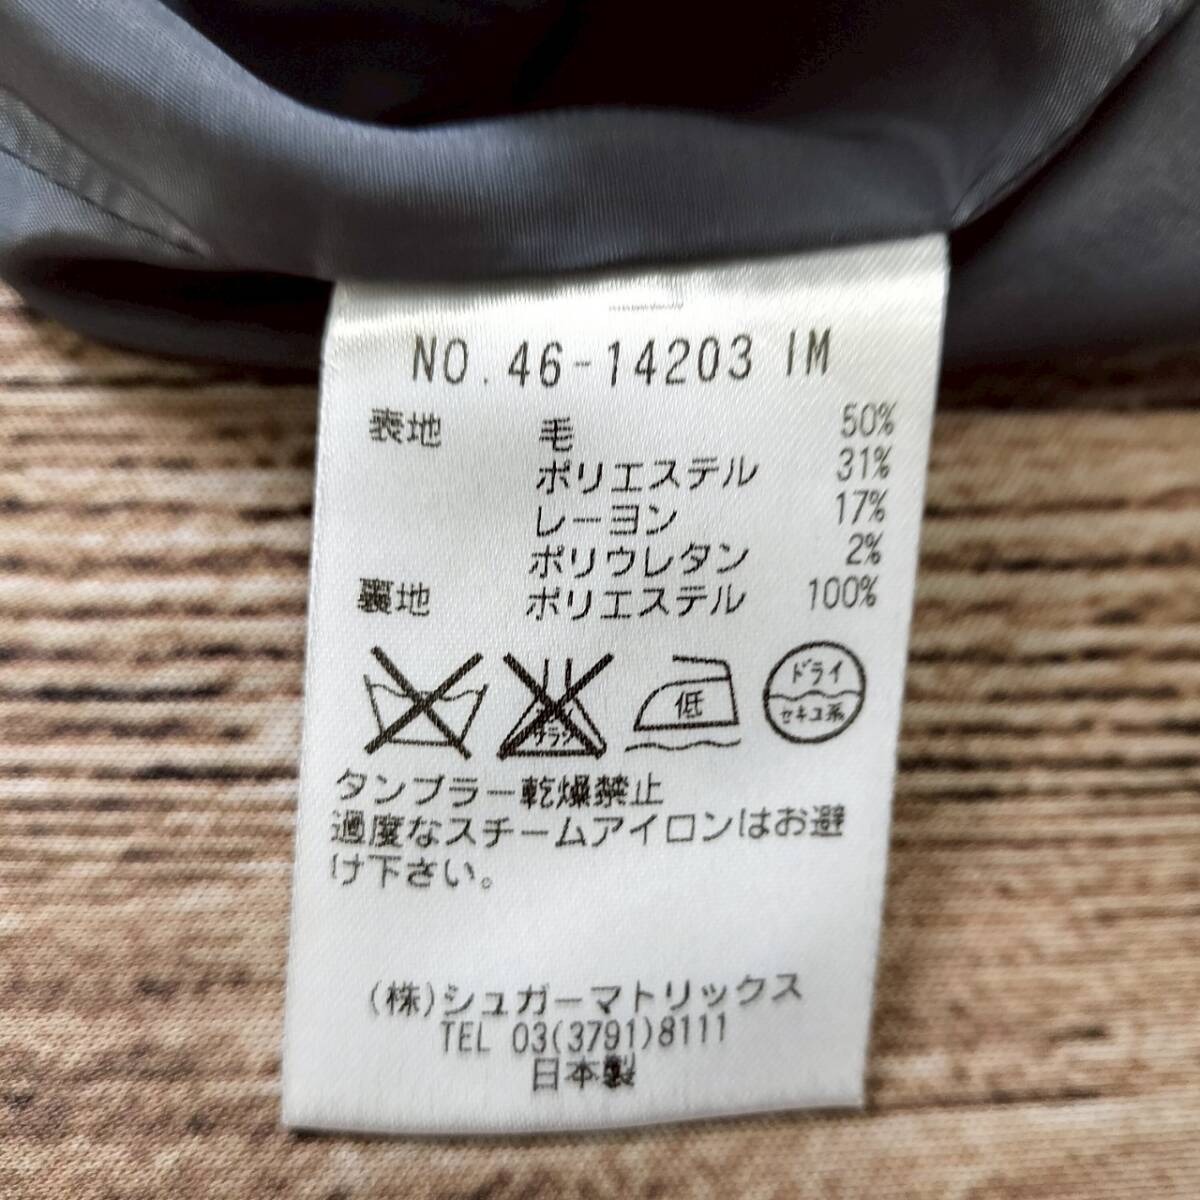 NO. 46-14203 IM
表地 毛 50%
ポリエステル 31%
レーヨン 17%
ポリウレタン 2%
裏地 ポリエステル 100%
サラシ
低
ドライ
セキユ系
タンブラー乾燥禁止
過度なスチームアイロンはお避
け下さい。
(株)シュガーマトリックス
TEL 03(3791)8111
日本製